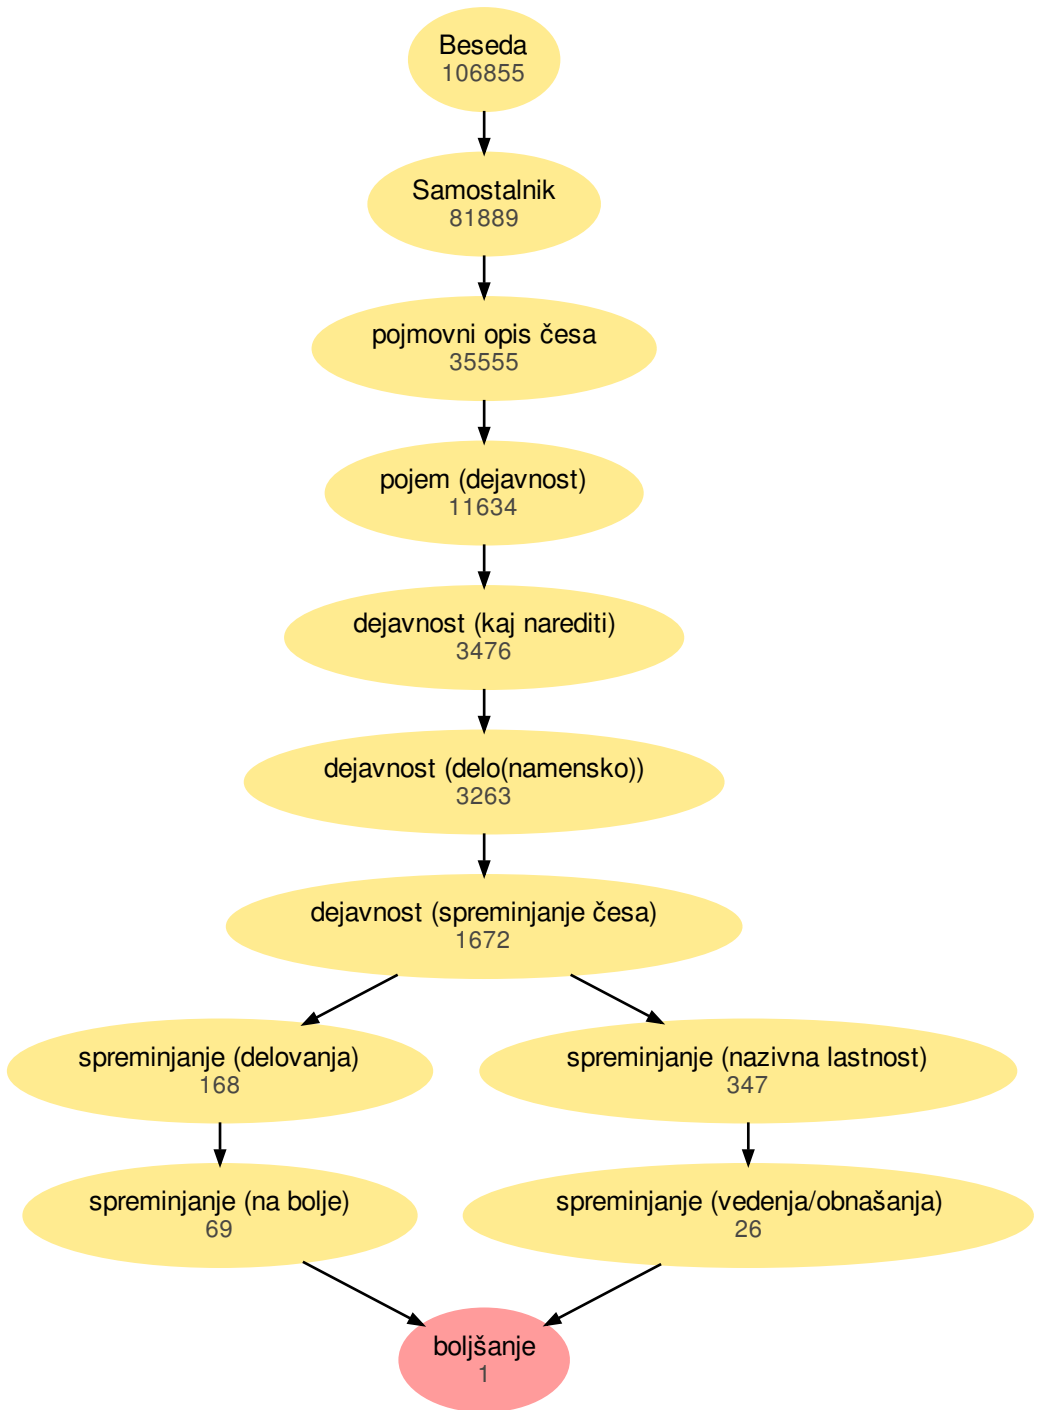 Beseda
106855
Samostalnik
81889
pojmovni opis česa
35555
pojem (dejavnost)
11634
dejavnost (kaj narediti)
3476
dejavnost (delo(namensko))
3263
dejavnost (spreminjanje česa)
1672
spreminjanje (delovanja)
168
spreminjanje (nazivna lastnost)
347
spreminjanje (na bolje)
69
spreminjanje (vedenja/obnašanja)
26
boljšanje
1